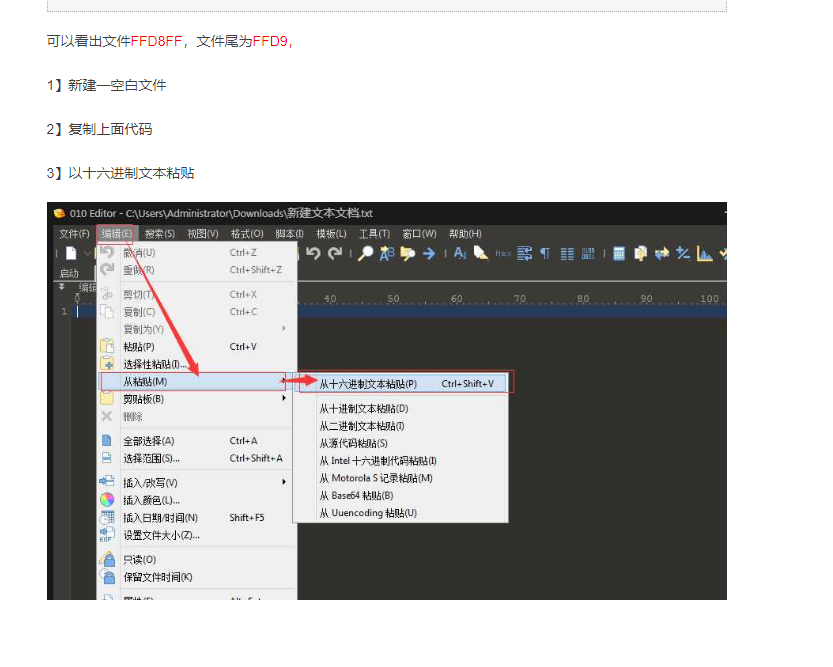 可以看出文件FFD8FF，文件尾为FFD9，
1】新建一空白文件
2】复制上面代码
3】以十六进制文本粘贴
010 Editor - C:\Users\Administrator\Downloads\新建文本文档.txt
文件(F) 编辑(E) 搜索(S) 视图(V) 格式(O) 脚本(I) 模板(L) 工具(T) 窗口(W) 帮助(H)
撤消(U) Ctrl+Z
启动 重做(R) Ctrl+Shift+Z
编辑
0 40 50 60 70 80 90 100
1
剪切(T) Ctrl+X
复制(C) Ctrl+C
复制为(Y)
粘贴(P) Ctrl+V
选择性粘贴(I)...
从粘贴(M)
剪贴板(B)
删除
全部选择(A) Ctrl+A
选择范围(S)... Ctrl+Shift+A
插入/改写(V)
插入颜色(L)...
插入日期/时间(N) Shift+F5
设置文件大小(Z)...
只读(O)
保留文件时间(K)
从十六进制文本粘贴(P) Ctrl+Shift+V
从十进制文本粘贴(D)
从二进制文本粘贴(I)
从源代码粘贴(S)
从 Intel 十六进制代码粘贴(I)
从 Motorola S 记录粘贴(M)
从 Base64 粘贴(B)
从 Uuencoding 粘贴(U)